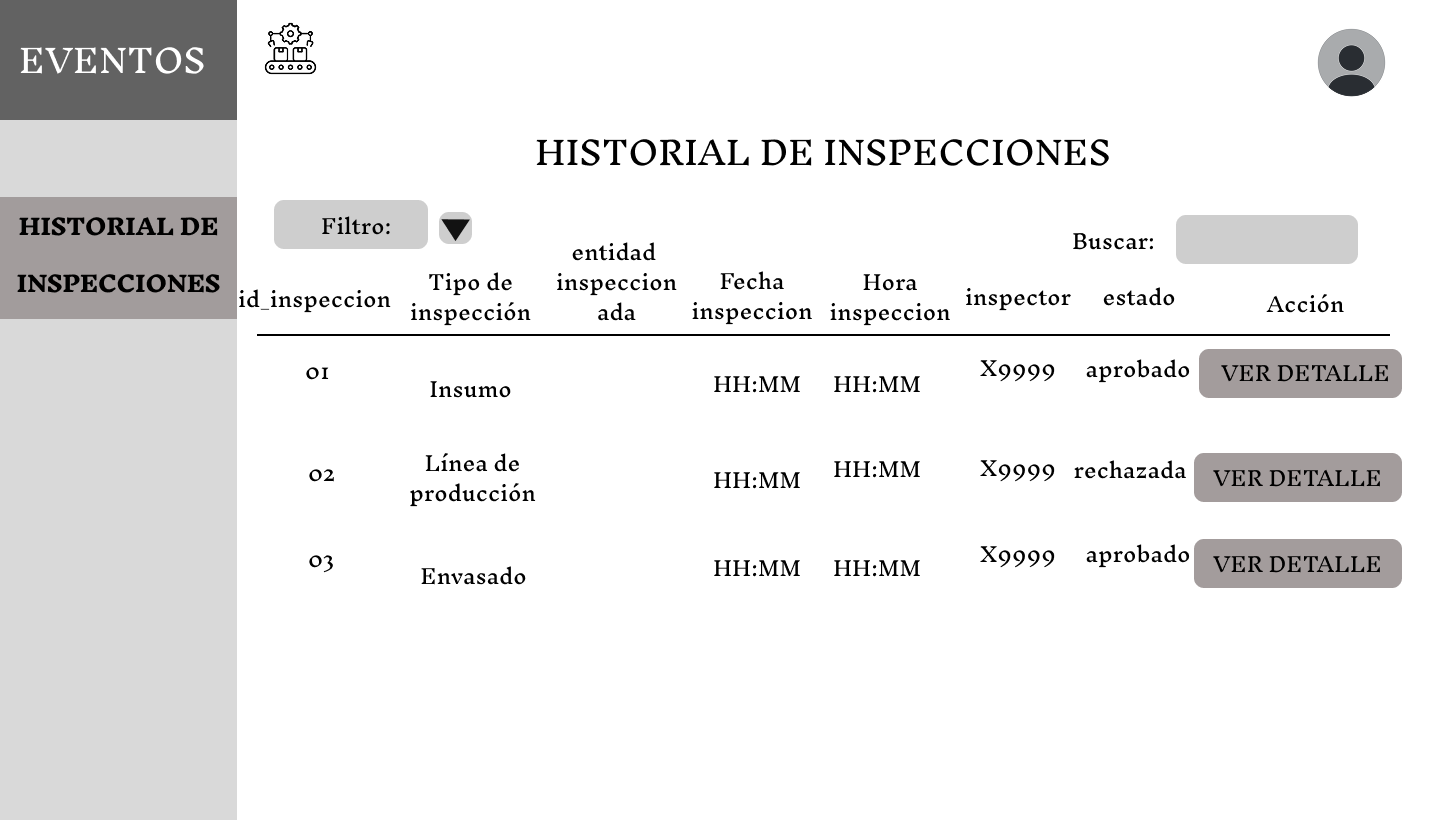 EVENTOS
HISTORIAL DE
INSPECCIONES
HISTORIAL DE INSPECCIONES
Filtro:
Buscar:
id_inspeccion
Tipo de
inspección
entidad
inspeccion
ada
Fecha
inspeccion
Hora
inspeccion
inspector
estado
Acción
01
Insumo
HH:MM
HH:MM
X9999
aprobado
VER DETALLE
02
Línea de
producción
HH:MM
HH:MM
X9999
rechazada
VER DETALLE
03
Envasado
HH:MM
HH:MM
X9999
aprobado
VER DETALLE